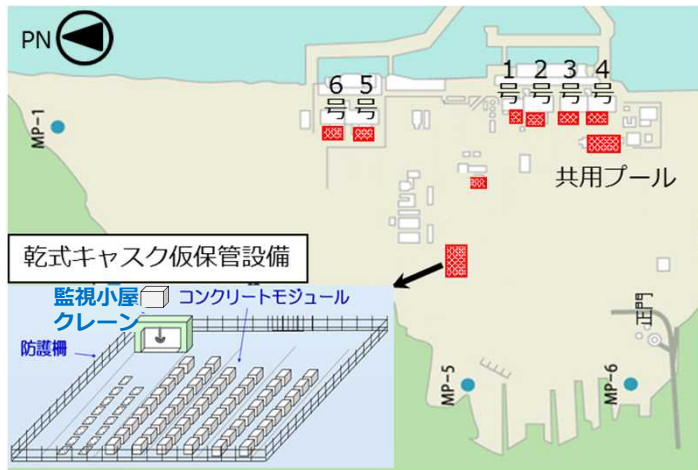 PN
6
号
5
号
1
号
2
号
3
号
4
号
MP-1
共用プール
乾式キャスク仮保管設備
監視小屋
コンクリートモジュール
クレーン
防護柵
正門
MP-5
MP-6